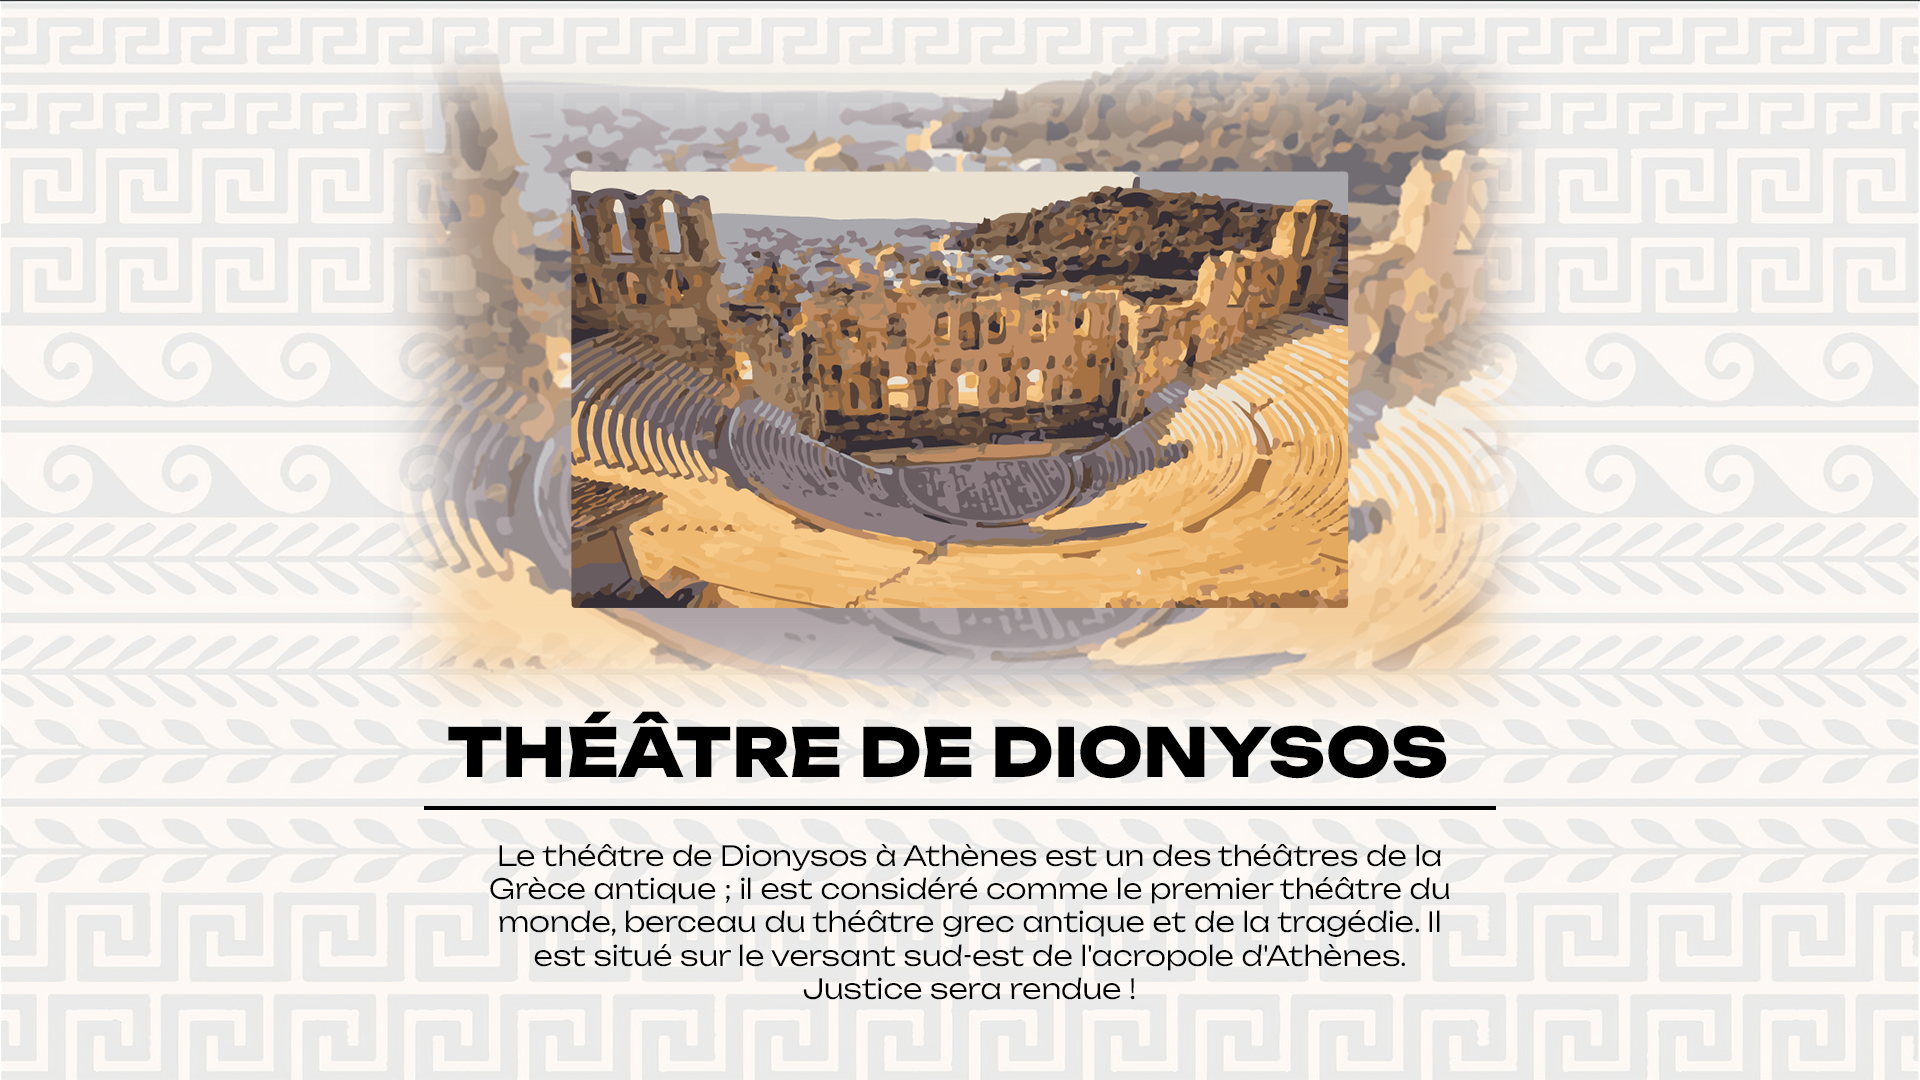 THÉÂTRE DE DIONYSOS
Le théâtre de Dionysos à Athènes est un des théâtres de la
Grèce antique ; il est considéré comme le premier théâtre du
monde, berceau du théâtre grec antique et de la tragédie. Il
est situé sur le versant sud-est de l'acropole d'Athènes.
Justice sera rendue !